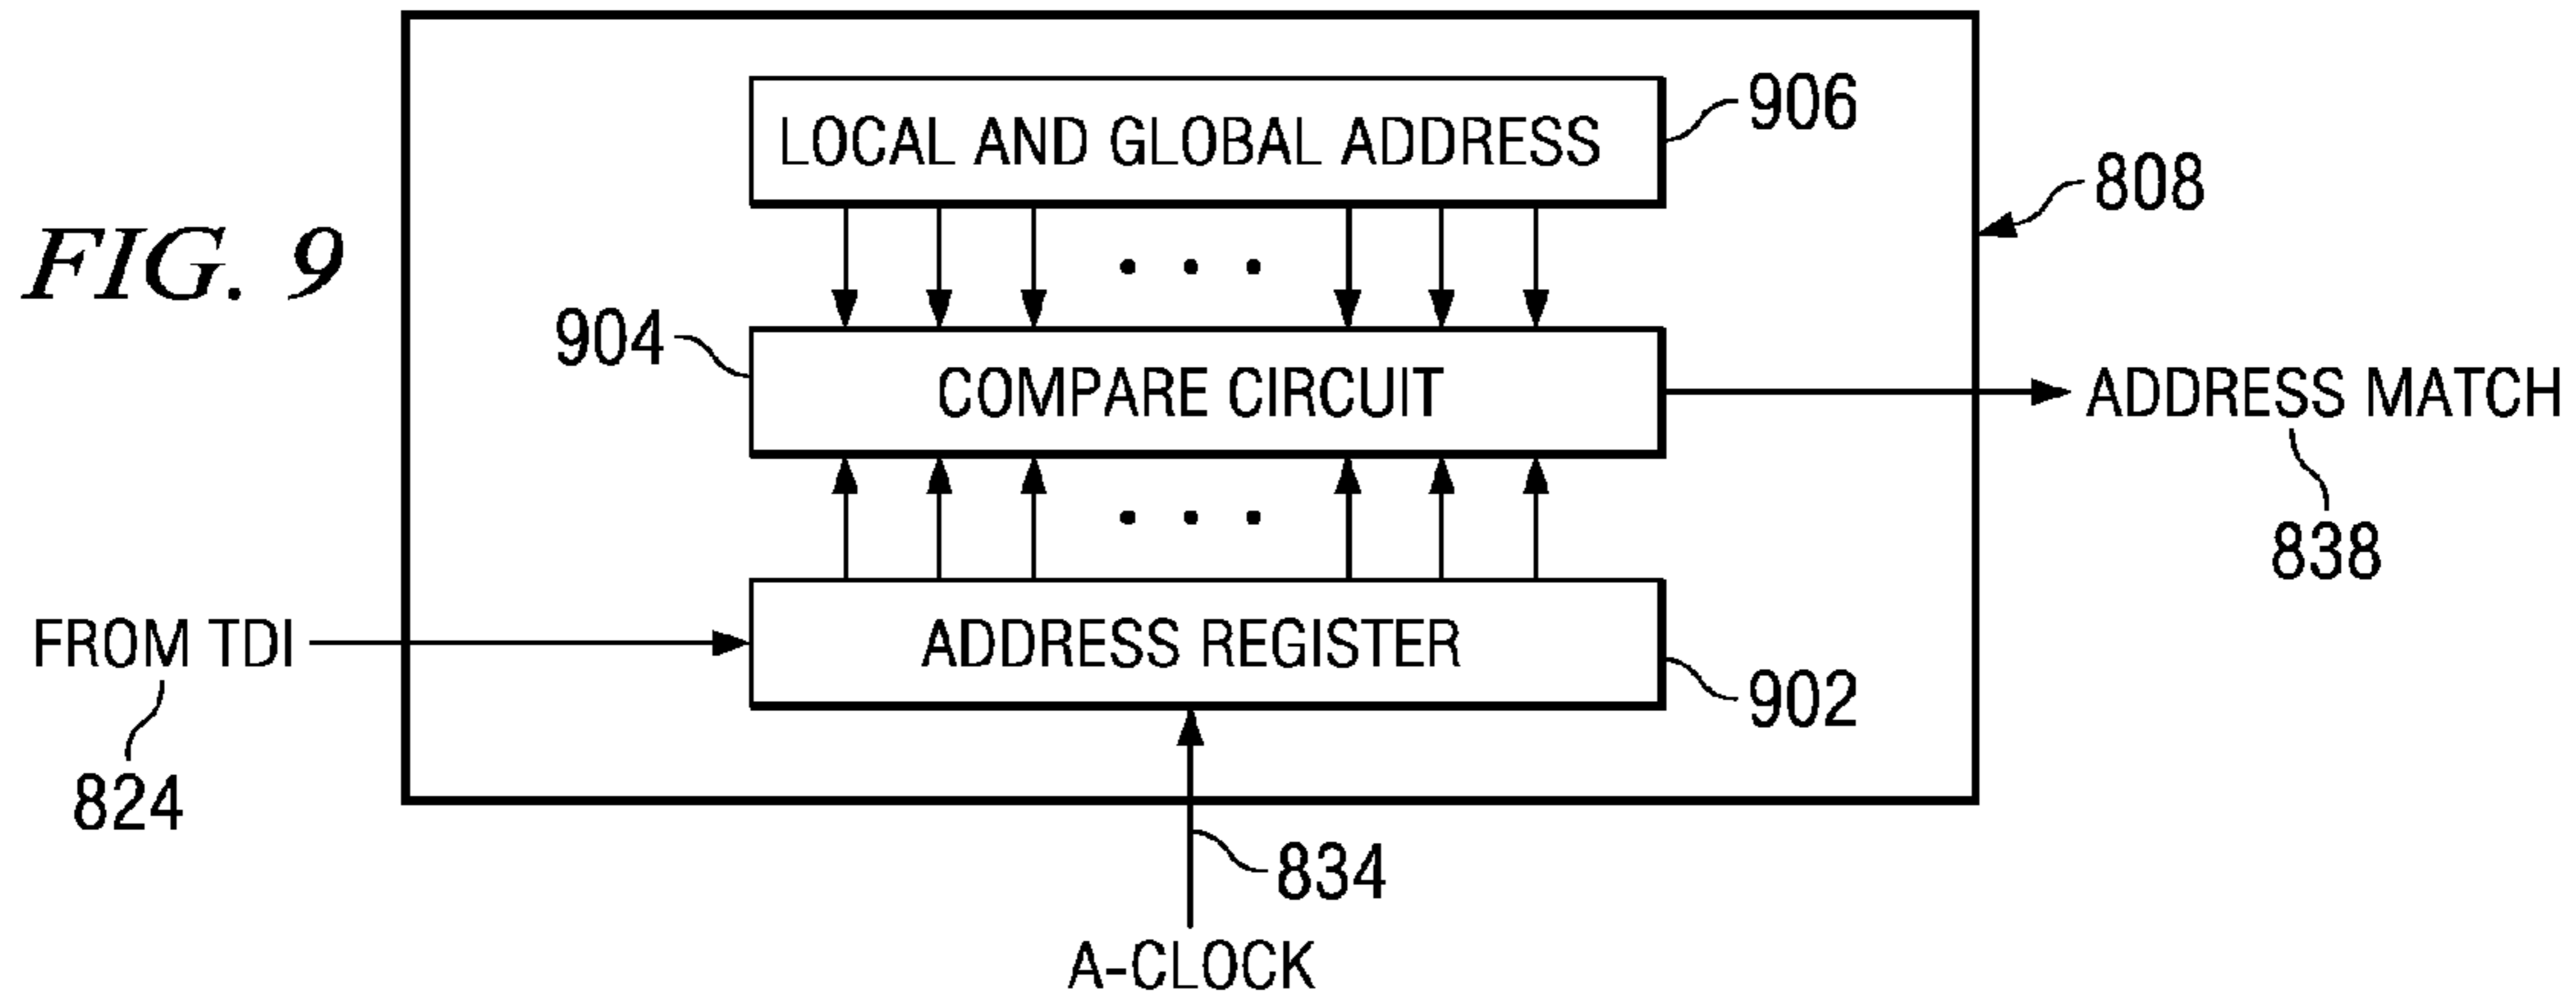 FIG. 9
LOCAL AND GLOBAL ADDRESS
906
808
904
COMPARE CIRCUIT
ADDRESS MATCH
838
FROM TDI
824
ADDRESS REGISTER
902
834
A-CLOCK